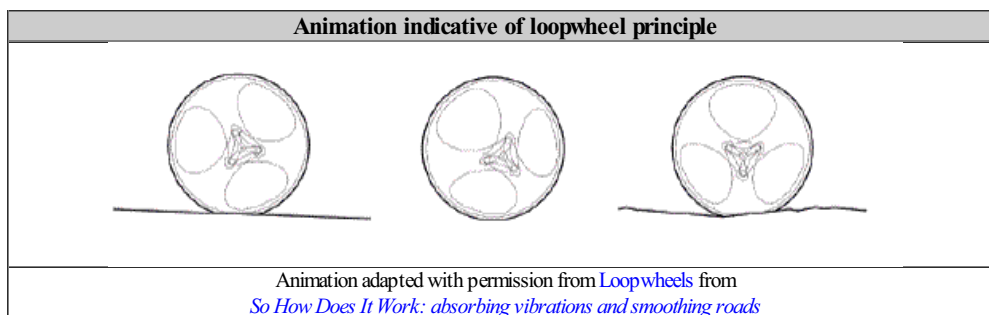 Animation indicative of loopwheel principle
Animation adapted with permission from Loopwheels from
So How Does It Work: absorbing vibrations and smoothing roads